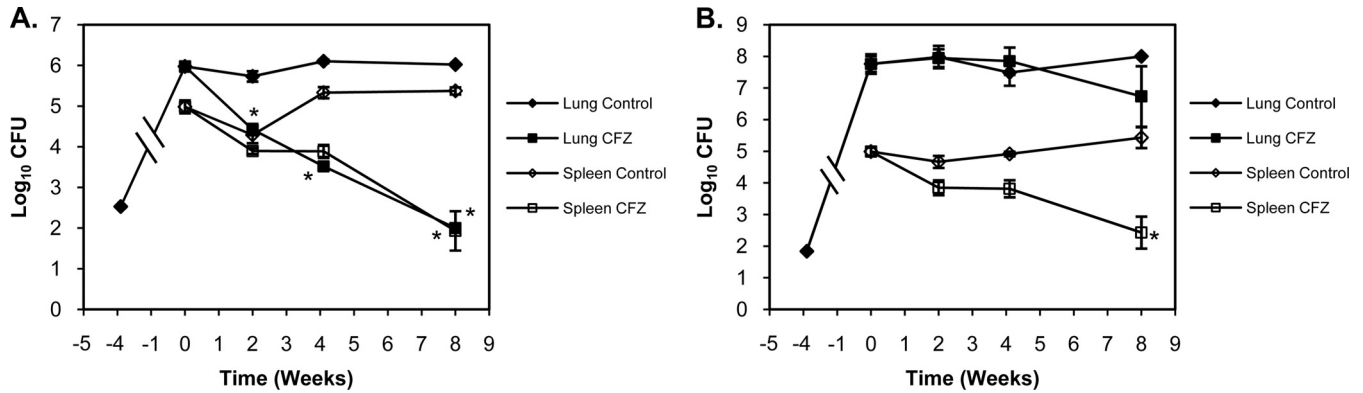 A.
7
6
5
4
3
2
1
0
Log10 CFU
*
*
*
*
-5 -4 -1 0 1 2 3 4 5 6 7 8 9
Time (Weeks)
Lung Control
Lung CFZ
Spleen Control
Spleen CFZ
B.
9
8
7
6
5
4
3
2
1
0
Log10 CFU
*
-5 -4 -1 0 1 2 3 4 5 6 7 8 9
Time (Weeks)
Lung Control
Lung CFZ
Spleen Control
Spleen CFZ